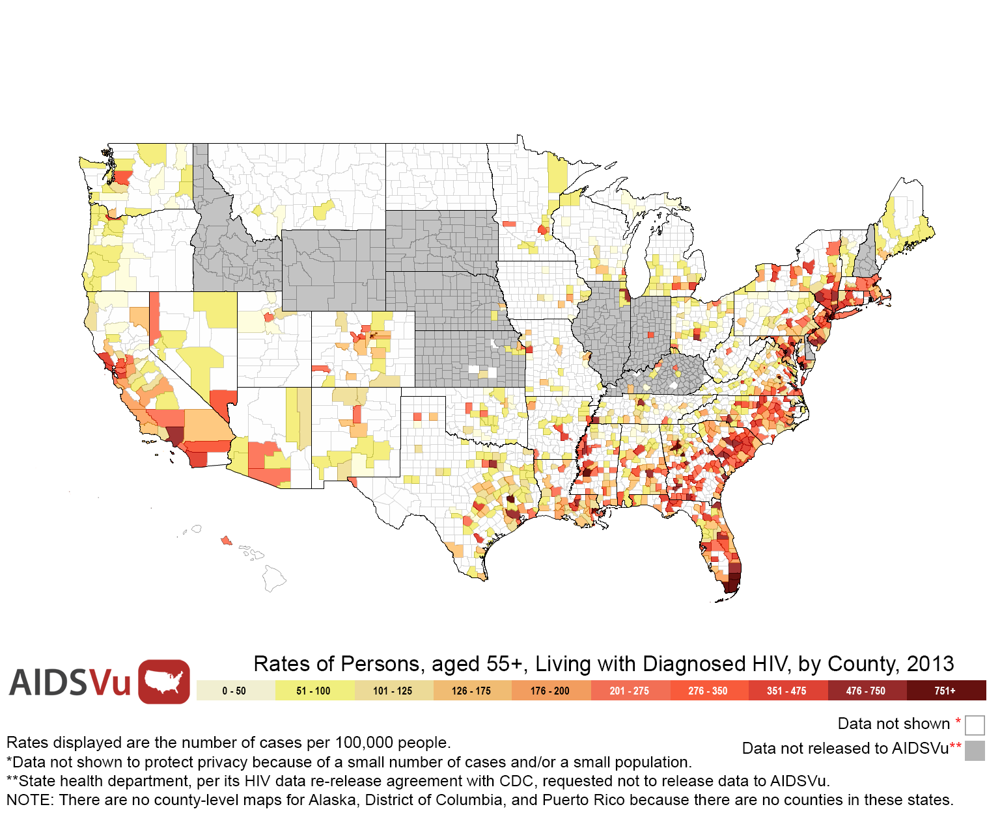 AIDSVu
Rates of Persons, aged 55+, Living with Diagnosed HIV, by County, 2013
0 - 50 51 - 100 101 - 125 126 - 175 176 - 200 201 - 275 276 - 350 351 - 475 476 - 750 751+
Data not shown *
Data not released to AIDSVu**
Rates displayed are the number of cases per 100,000 people.
*Data not shown to protect privacy because of a small number of cases and/or a small population.
**State health department, per its HIV data re-release agreement with CDC, requested not to release data to AIDSVu.
NOTE: There are no county-level maps for Alaska, District of Columbia, and Puerto Rico because there are no counties in these states.